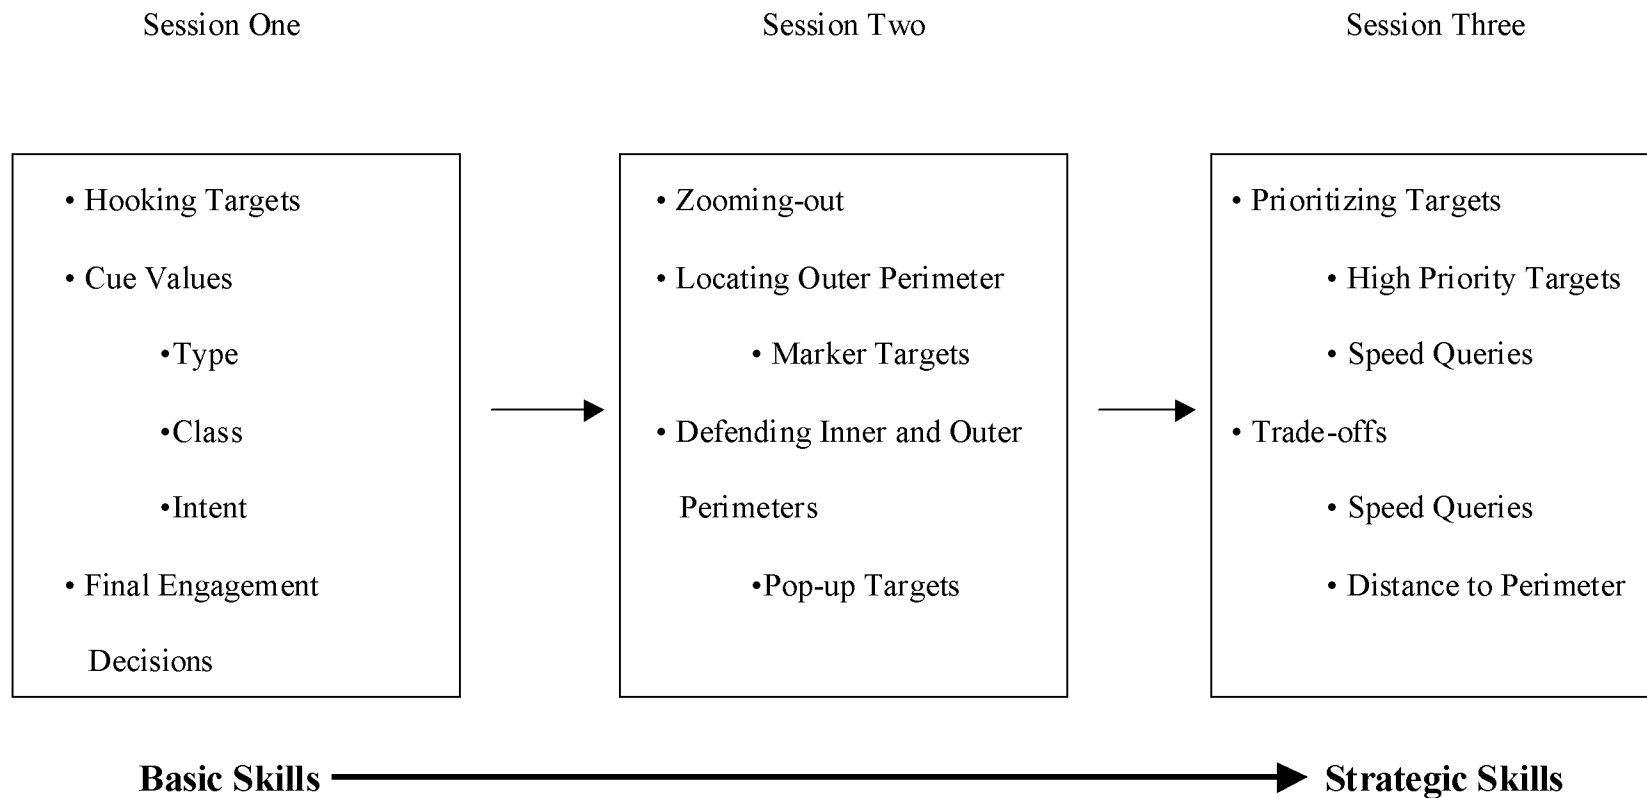 Session One
Session Two
Session Three
• Hooking Targets
• Cue Values
•Type
•Class
•Intent
• Final Engagement
Decisions
• Zooming-out
• Locating Outer Perimeter
• Marker Targets
• Defending Inner and Outer
Perimeters
•Pop-up Targets
• Prioritizing Targets
• High Priority Targets
• Speed Queries
• Trade-offs
• Speed Queries
• Distance to Perimeter
Basic Skills
Strategic Skills